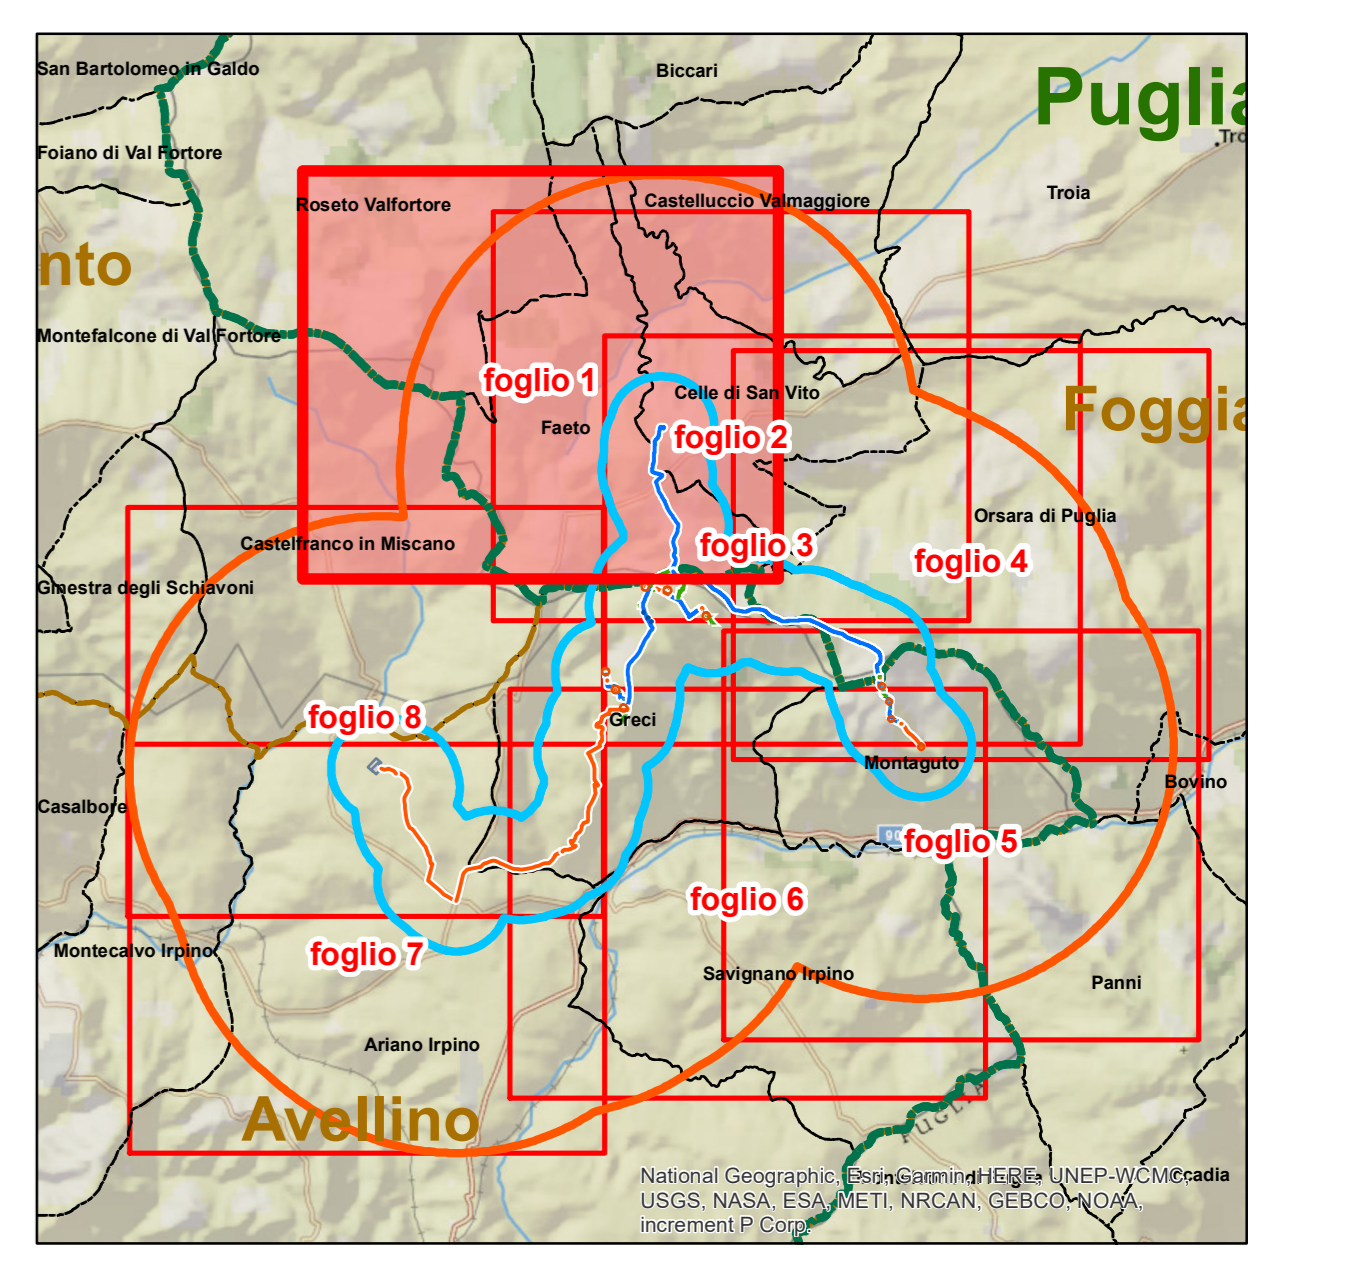 San Bartolomeo in Galdo
Biccari
Puglia
Tro
Foiano di Val Fortore
Troia
Roseto Valfortore
Castelluccio Valmaggiore
nto
Montefalcone di Val Fortore
foglio 1
Celle di San Vito
Foggia
Faeto
foglio 2
Orsara di Puglia
Castelfranco in Miscano
foglio 3
foglio 4
Ginestra degli Schiavoni
foglio 8
Greci
Montaguto
Bovino
Casalbore
90
foglio 5
foglio 6
Montecalvo Irpino
foglio 7
Savignano Irpino
Panni
Ariano Irpino
Avellino
PUGLIA
National Geographic, Esri, Garmin, HERE, UNEP-WCMC,
USGS, NASA, ESA, METI, NRCAN, GEBCO, NOAA,
increment P Corp.